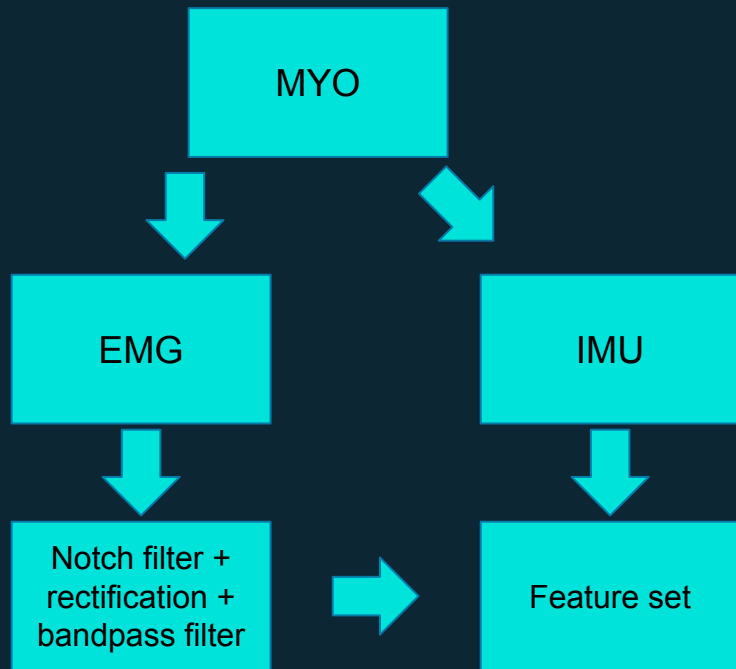 MYO
EMG
IMU
Notch filter +
rectification +
bandpass filter
Feature set